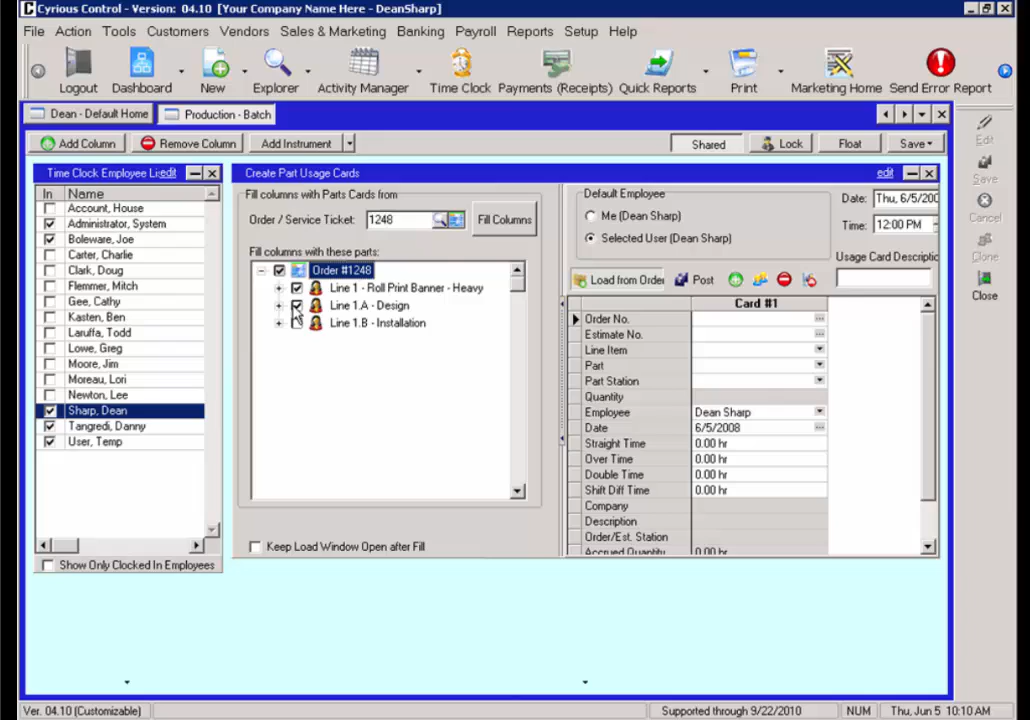 Cyrious Control - Version: 04.10 [Your Company Name Here - DeanSharp]
File Action Tools Customers Vendors Sales & Marketing Banking Payroll Reports Setup Help
Logout Dashboard New Explorer Activity Manager Time Clock Payments (Receipts) Quick Reports Print Marketing Home Send Error Report
Dean - Default Home Production - Batch
Add Column Remove Column Add Instrument Shared Lock Float Save
Edit
Save
Cancel
Clone
Close
Time Clock Employee Li edit
In Name
Account, House
Administrator, System
Boleware, Joe
Carter, Charlie
Clark, Doug
Flemmer, Mitch
Gee, Cathy
Kasten, Ben
Laruffa, Todd
Lowe, Greg
Moore, Jim
Moreau, Lori
Newton, Lee
Sharp, Dean
Tangredi, Danny
User, Temp
Show Only Clocked In Employees
Create Part Usage Cards edit
Fill columns with Parts Cards from
Order / Service Ticket: 1248 Fill Columns
Fill columns with these parts:
Order #1248
Line 1 - Roll Print Banner - Heavy
Line 1.A - Design
Line 1.B - Installation
Keep Load Window Open after Fill
Default Employee
Me (Dean Sharp)
Selected User (Dean Sharp)
Date: Thu, 6/5/200
Time: 12:00 PM
Usage Card Descripti
Load from Order Post
Card #1
Order No.
Estimate No.
Line Item
Part
Part Station
Quantity
Employee Dean Sharp
Date 6/5/2008
Straight Time 0.00 hr
Over Time 0.00 hr
Double Time 0.00 hr
Shift Diff Time 0.00 hr
Company
Description
Order/Est. Station
Accrued Quantity 0.00 hr
Ver. 04.10 (Customizable) Supported through 9/22/2010 NUM Thu, Jun 5 10:10 AM